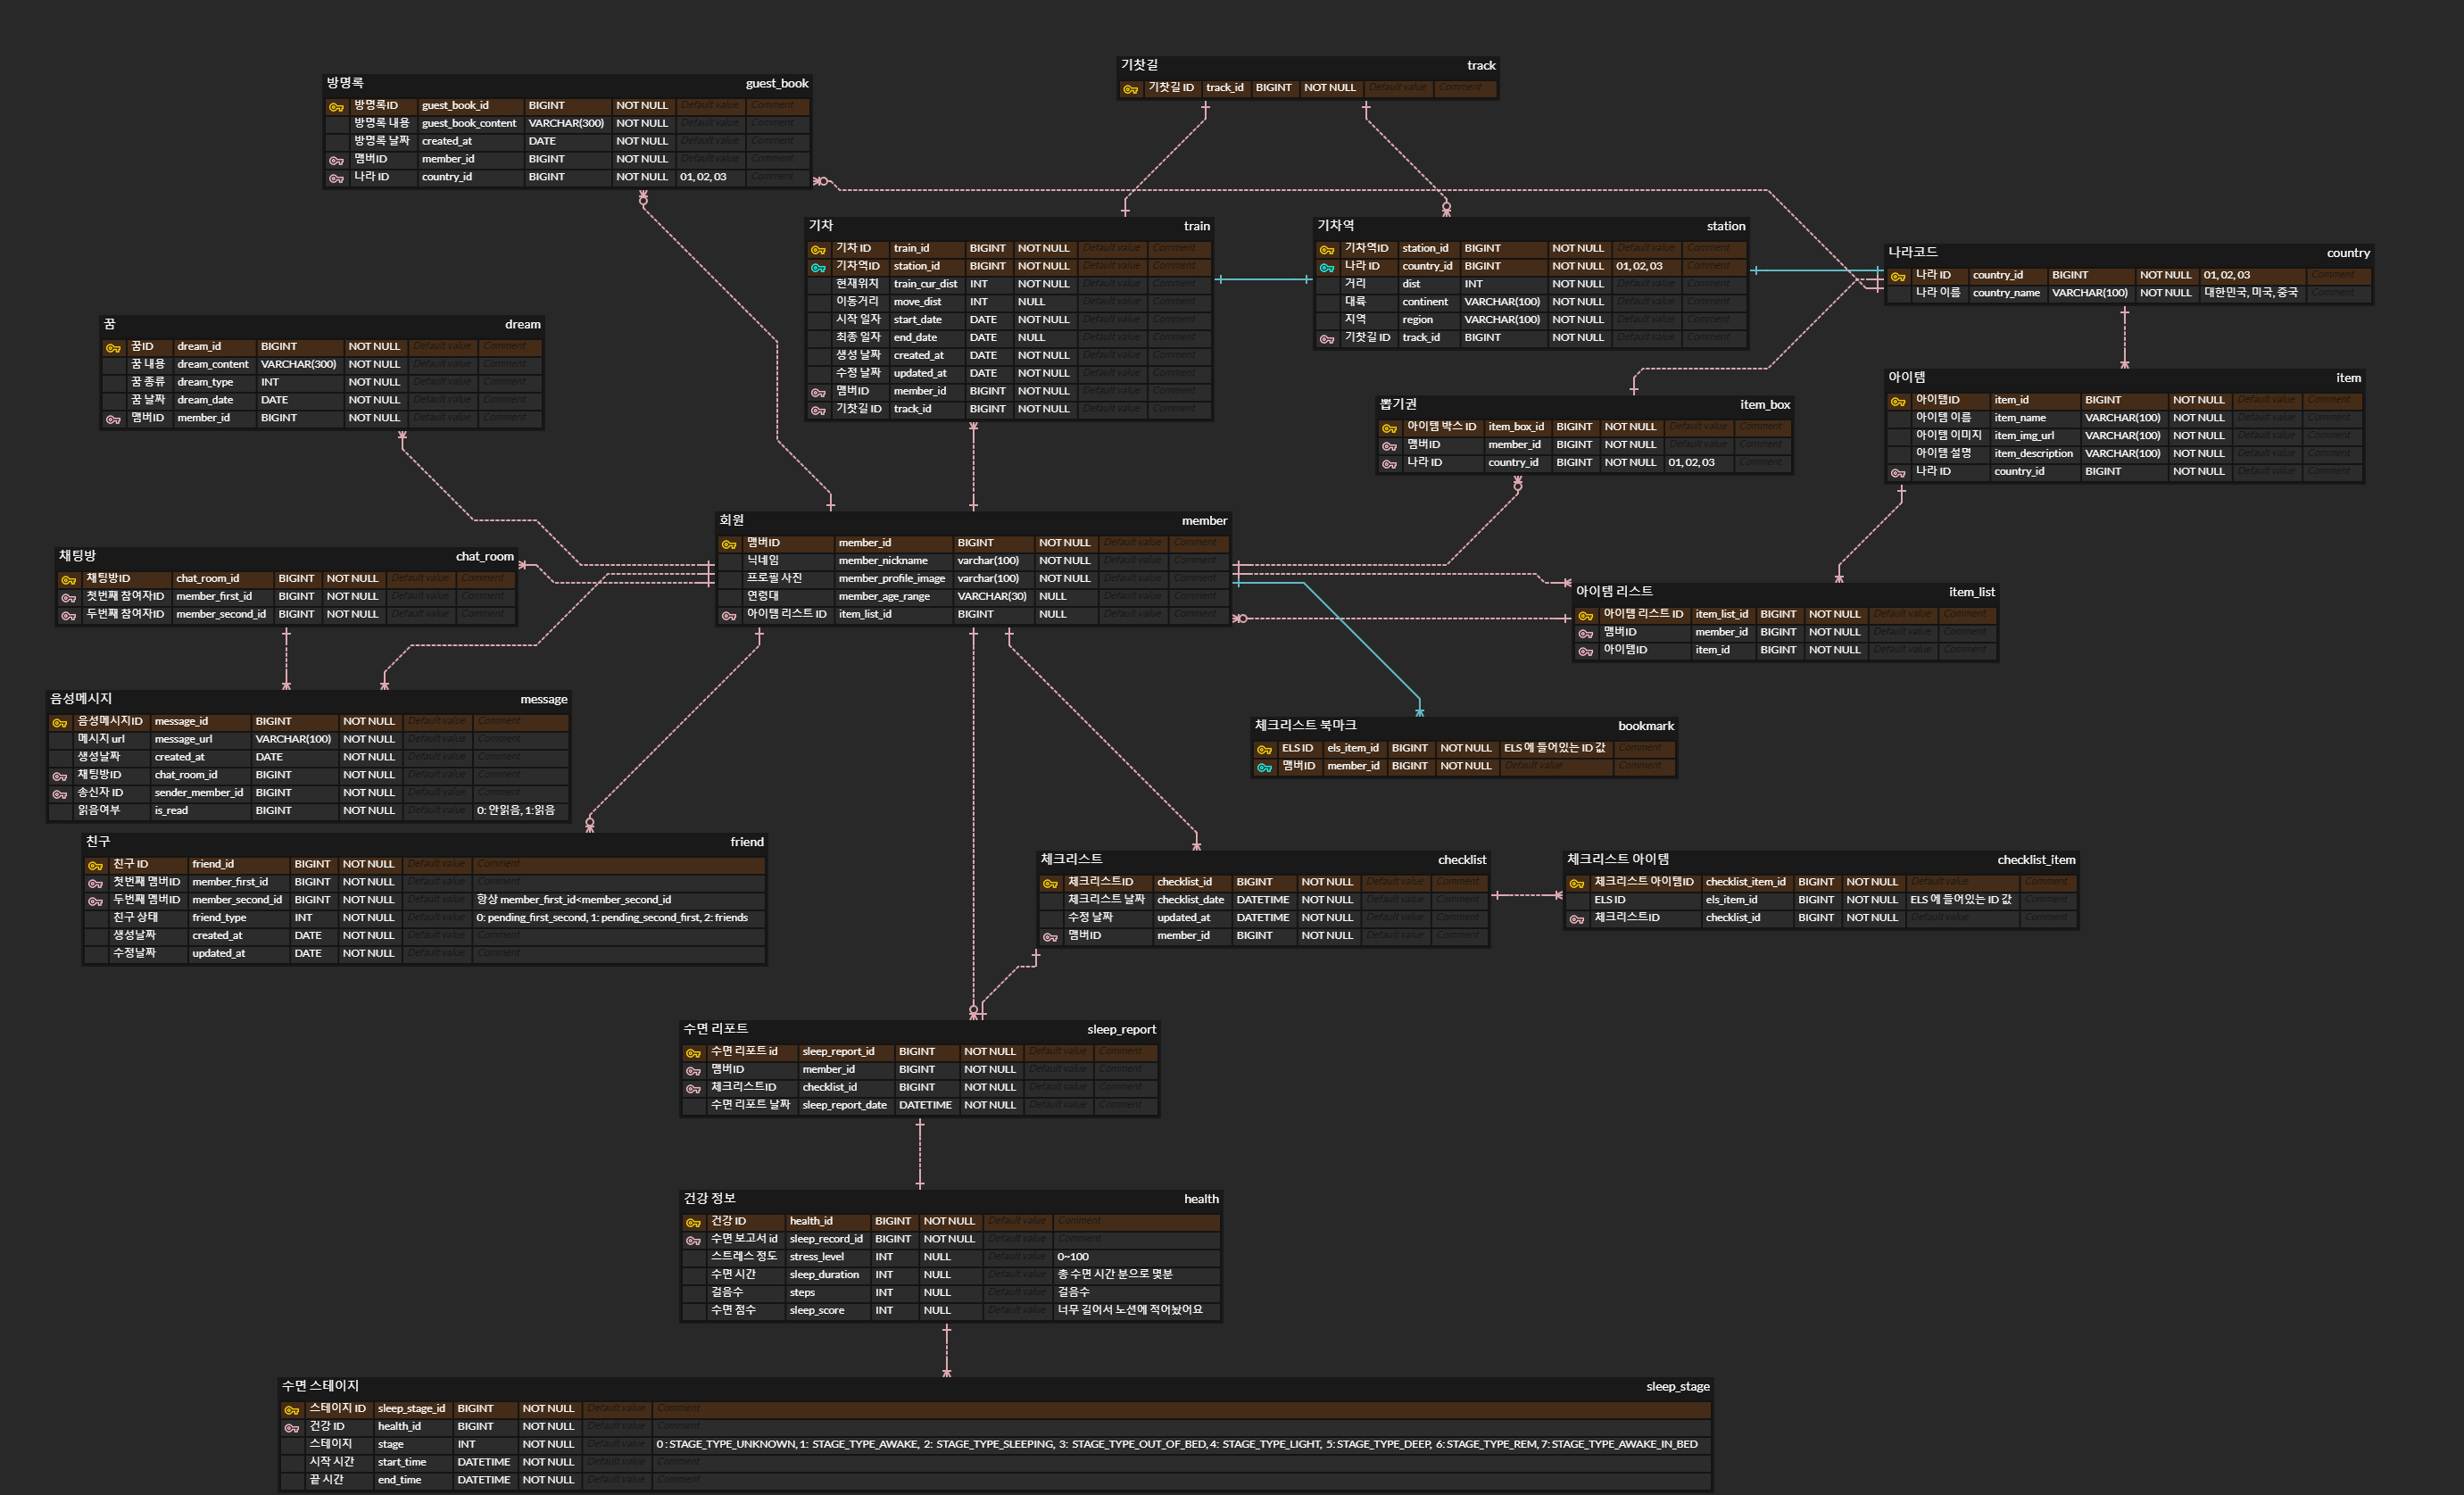 기찻길 track
기찻길 ID track_id BIGINT NOT NULL Default value Comment
방명록 guest_book
방명록ID guest_book_id BIGINT NOT NULL Default value Comment
방명록 내용 guest_book_content VARCHAR(300) NOT NULL Default value Comment
방명록 날짜 created_at DATE NOT NULL Default value Comment
맴버ID member_id BIGINT NOT NULL Default value Comment
나라 ID country_id BIGINT NOT NULL 01, 02, 03 Comment
기차 train
기차 ID train_id BIGINT NOT NULL Default value Comment
기차역ID station_id BIGINT NOT NULL Default value Comment
현재위치 train_cur_dist INT NOT NULL Default value Comment
이동거리 move_dist INT NULL Default value Comment
시작 일자 start_date DATE NOT NULL Default value Comment
최종 일자 end_date DATE NULL Default value Comment
생성 날짜 created_at DATE NOT NULL Default value Comment
수정 날짜 updated_at DATE NOT NULL Default value Comment
맴버ID member_id BIGINT NOT NULL Default value Comment
기찻길 ID track_id BIGINT NOT NULL Default value Comment
기차역 station
기차역ID station_id BIGINT NOT NULL Default value Comment
나라 ID country_id BIGINT NOT NULL 01, 02, 03 Comment
거리 dist INT NOT NULL Default value Comment
대륙 continent VARCHAR(100) NOT NULL Default value Comment
지역 region VARCHAR(100) NOT NULL Default value Comment
기찻길 ID track_id BIGINT NOT NULL Default value Comment
나라코드 country
나라 ID country_id BIGINT NOT NULL 01, 02, 03 Comment
나라 이름 country_name VARCHAR(100) NOT NULL 대한민국, 미국, 중국 Comment
꿈 dream
꿈ID dream_id BIGINT NOT NULL Default value Comment
꿈 내용 dream_content VARCHAR(300) NOT NULL Default value Comment
꿈 종류 dream_type INT NOT NULL Default value Comment
꿈 날짜 dream_date DATE NOT NULL Default value Comment
맴버ID member_id BIGINT NOT NULL Default value Comment
뽑기권 item_box
아이템 박스 ID item_box_id BIGINT NOT NULL Default value Comment
맴버ID member_id BIGINT NOT NULL Default value Comment
나라 ID country_id BIGINT NOT NULL 01, 02, 03 Comment
아이템 item
아이템ID item_id BIGINT NOT NULL Default value Comment
아이템 이름 item_name VARCHAR(100) NOT NULL Default value Comment
아이템 이미지 item_img_url VARCHAR(100) NOT NULL Default value Comment
아이템 설명 item_description VARCHAR(100) NOT NULL Default value Comment
나라 ID country_id BIGINT NOT NULL Default value Comment
회원 member
맴버ID member_id BIGINT NOT NULL Default value Comment
닉네임 member_nickname varchar(100) NOT NULL Default value Comment
프로필 사진 member_profile_image varchar(100) NOT NULL Default value Comment
연령대 member_age_range VARCHAR(30) NULL Default value Comment
아이템 리스트 ID item_list_id BIGINT NULL Default value Comment
채팅방 chat_room
채팅방ID chat_room_id BIGINT NOT NULL Default value Comment
첫번째 참여자ID member_first_id BIGINT NOT NULL Default value Comment
두번째 참여자ID member_second_id BIGINT NOT NULL Default value Comment
아이템 리스트 item_list
아이템 리스트 ID item_list_id BIGINT NOT NULL Default value Comment
맴버ID member_id BIGINT NOT NULL Default value Comment
아이템ID item_id BIGINT NOT NULL Default value Comment
음성메시지 message
음성메시지ID message_id BIGINT NOT NULL Default value Comment
메시지 url message_url VARCHAR(100) NOT NULL Default value Comment
생성날짜 created_at DATE NOT NULL Default value Comment
채팅방ID chat_room_id BIGINT NOT NULL Default value Comment
송신자 ID sender_member_id BIGINT NOT NULL Default value Comment
읽음여부 is_read BIGINT NOT NULL Default value 0: 안읽음, 1:읽음
체크리스트 북마크 bookmark
ELS ID els_item_id BIGINT NOT NULL ELS 에 들어있는 ID 값 Comment
맴버ID member_id BIGINT NOT NULL Default value Comment
친구 friend
친구 ID friend_id BIGINT NOT NULL Default value Comment
첫번째 맴버ID member_first_id BIGINT NOT NULL Default value Comment
두번째 맴버ID member_second_id BIGINT NOT NULL Default value 항상 member_first_id<member_second_id
친구 상태 friend_type INT NOT NULL Default value 0: pending_first_second, 1: pending_second_first, 2: friends
생성날짜 created_at DATE NOT NULL Default value Comment
수정날짜 updated_at DATE NOT NULL Default value Comment
체크리스트 checklist
체크리스트ID checklist_id BIGINT NOT NULL Default value Comment
체크리스트 날짜 checklist_date DATETIME NOT NULL Default value Comment
수정 날짜 updated_at DATETIME NOT NULL Default value Comment
맴버ID member_id BIGINT NOT NULL Default value Comment
체크리스트 아이템 checklist_item
체크리스트 아이템ID checklist_item_id BIGINT NOT NULL Default value Comment
ELS ID els_item_id BIGINT NOT NULL ELS 에 들어있는 ID 값 Comment
체크리스트ID checklist_id BIGINT NOT NULL Default value Comment
수면 리포트 sleep_report
수면 리포트 id sleep_report_id BIGINT NOT NULL Default value Comment
맴버ID member_id BIGINT NOT NULL Default value Comment
체크리스트ID checklist_id BIGINT NOT NULL Default value Comment
수면 리포트 날짜 sleep_report_date DATETIME NOT NULL Default value Comment
건강 정보 health
건강 ID health_id BIGINT NOT NULL Default value Comment
수면 보고서 id sleep_record_id BIGINT NOT NULL Default value Comment
스트레스 정도 stress_level INT NULL Default value 0~100
수면 시간 sleep_duration INT NULL Default value 총 수면 시간 분으로 몇분
걸음수 steps INT NULL Default value 걸음수
수면 점수 sleep_score INT NULL Default value 너무 길어서 노션에 적어놨어요
수면 스테이지 sleep_stage
스테이지 ID sleep_stage_id BIGINT NOT NULL Default value Comment
건강 ID health_id BIGINT NOT NULL Default value Comment
스테이지 stage INT NOT NULL Default value 0 : STAGE_TYPE_UNKNOWN, 1: STAGE_TYPE_AWAKE, 2: STAGE_TYPE_SLEEPING, 3: STAGE_TYPE_OUT_OF_BED, 4: STAGE_TYPE_LIGHT, 5: STAGE_TYPE_DEEP, 6: STAGE_TYPE_REM, 7: STAGE_TYPE_AWAKE_IN_BED
시작 시간 start_time DATETIME NOT NULL Default value Comment
끝 시간 end_time DATETIME NOT NULL Default value Comment